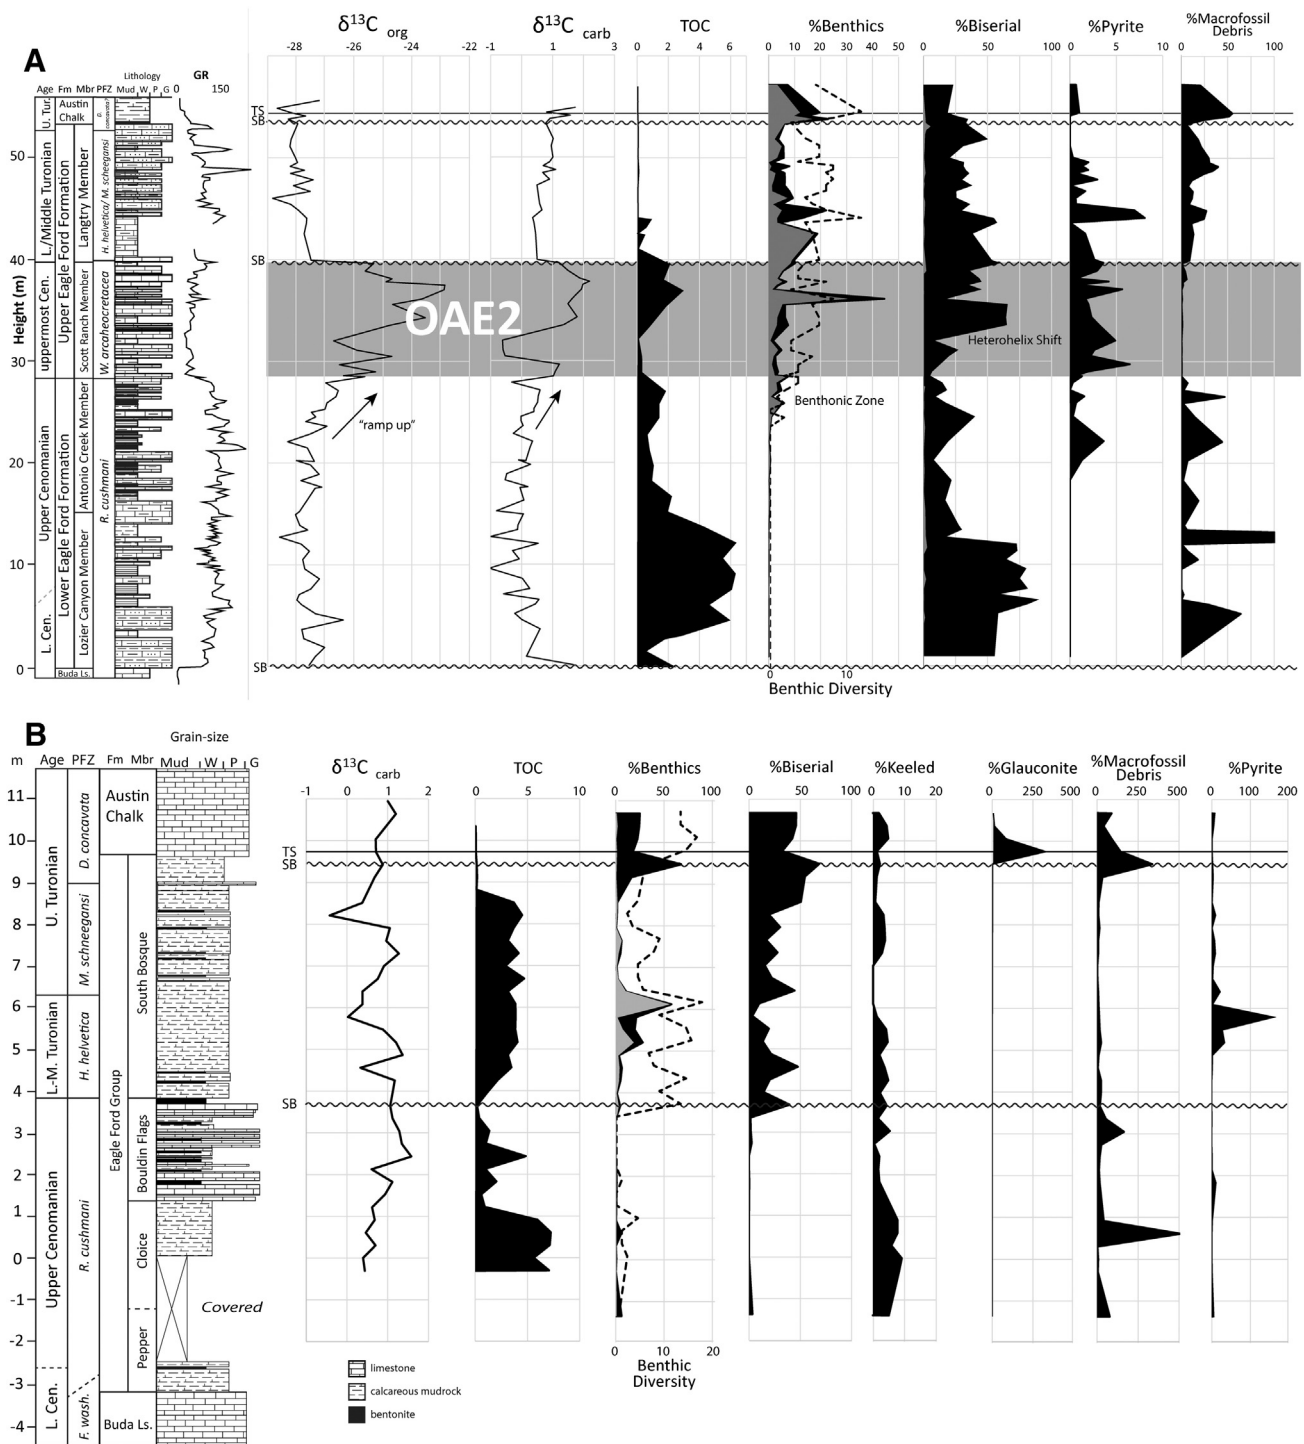 A
δ13C org
δ13C carb
TOC
%Benthics
%Biserial
%Pyrite
%Macrofossil
Debris
-28 -26 -24 -22
-1 1 3
0 2 4 6
0 10 20 30 40 50
0 50 100
0 5 10
0 50 100
Lithology
GR
Age Fm Mbr PFZ Mud W P G
0 150
Height (m)
50
40
30
20
10
0
U. Tur.
L./Middle Turonian
uppermost Cen.
Upper Cenomanian
L. Cen.
Austin
Chalk
Upper Eagle Ford Formation
Lower Eagle Ford Formation
Langtry Member
Scott Ranch Member
Antonio Creek Member
Lozier Canyon Member
Buda Ls.
D. concavata?
H. helvetica/ M. scheegansi
W. arcaheocretacea
R. cushmani
TS
SB
SB
SB
OAE2
"ramp up"
Heterohelix Shift
Benthonic Zone
0 10
Benthic Diversity
B
Grain-size
m Age PFZ Fm Mbr Mud W P G
δ13C carb
TOC
%Benthics
%Biserial
%Keeled
%Glauconite
%Macrofossil
Debris
%Pyrite
-1 0 1 2
0 5 10
0 50 100
0 50 100
0 10 20
0 250 500
0 250 500
0 100 200
11
10
9
8
7
6
5
4
3
2
1
0
-1
-2
-3
-4
U. Turonian
L.-M. Turonian
Upper Cenomanian
L. Cen.
D. concavata
M. schneegansi
H. helvetica
R. cushmani
F. wash.
Austin
Chalk
Eagle Ford Group
Buda Ls.
South Bosque
Bouldin Flags
Cloice
Pepper
Covered
TS
SB
SB
0 10 20
Benthic
Diversity
limestone
calcareous mudrock
bentonite